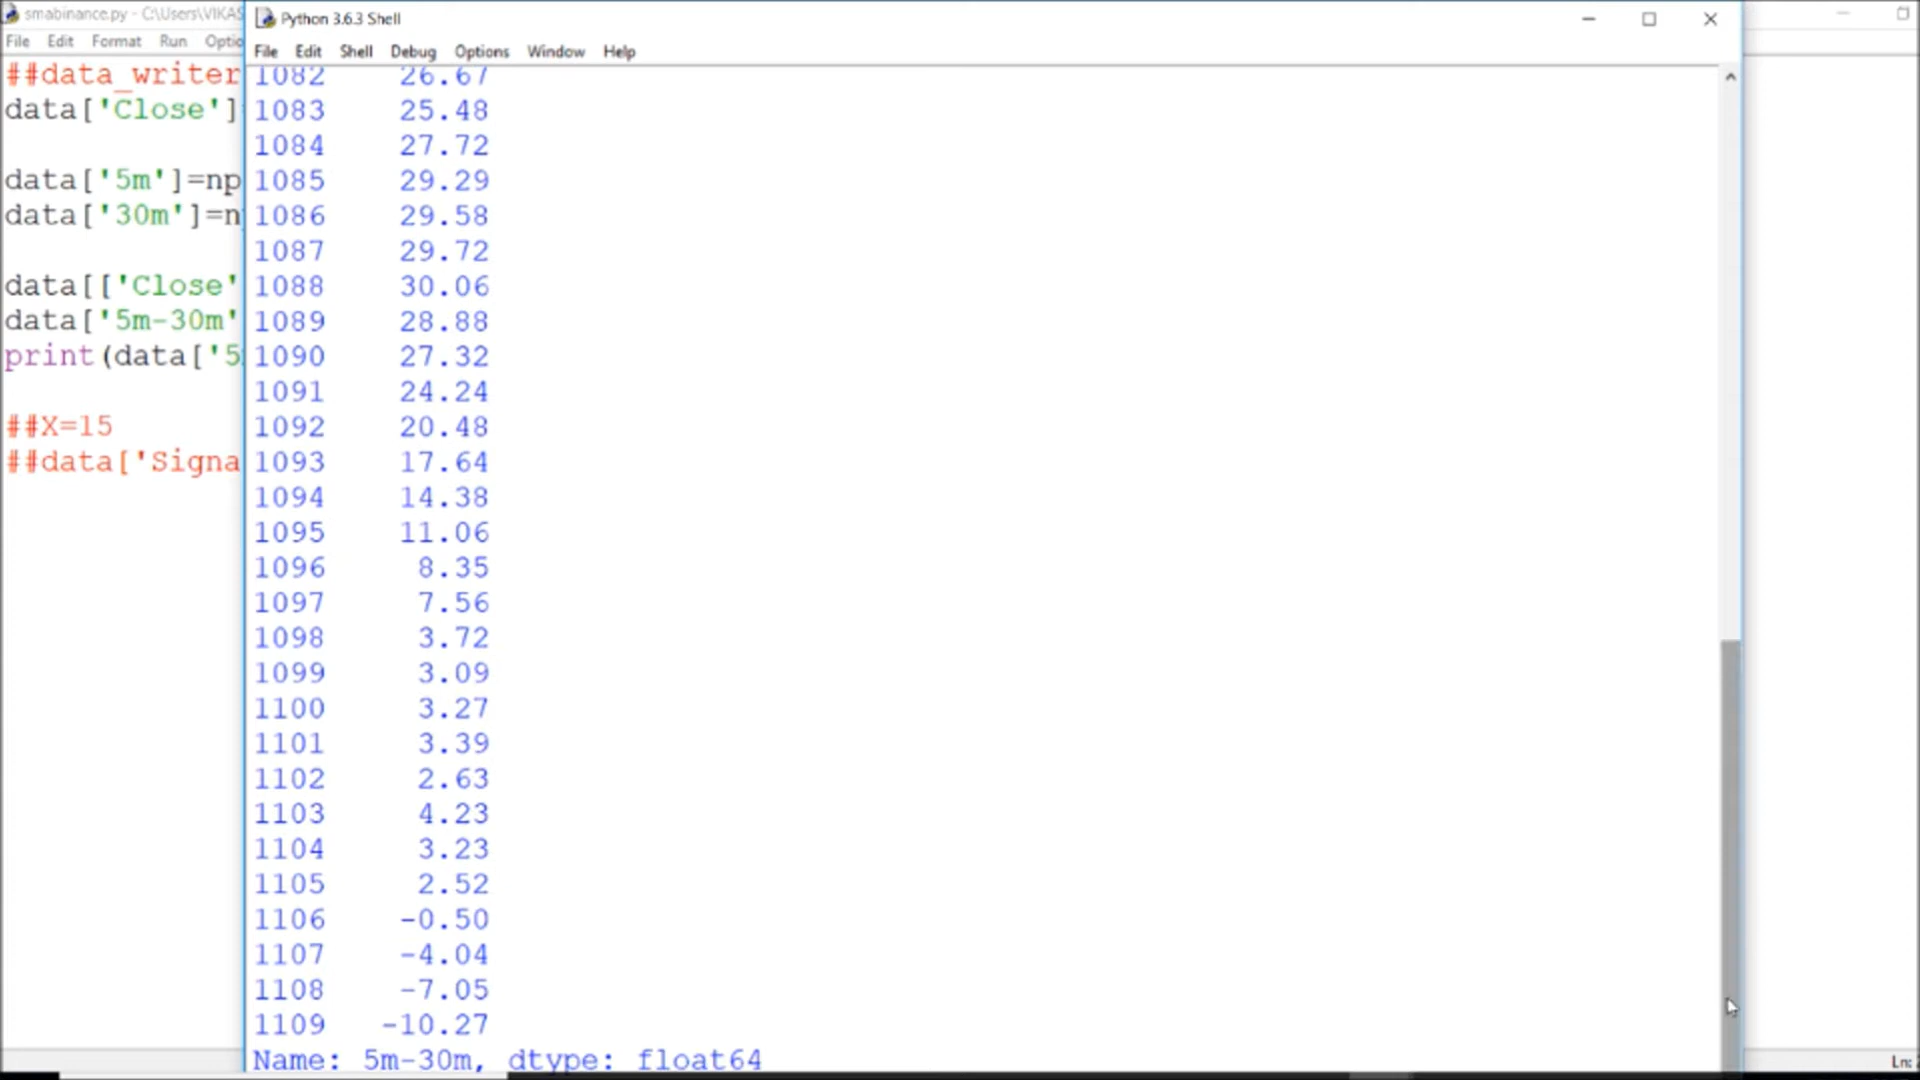 smabinance.py - C:\Users\VIKAS
File Edit Format Run Optio
##data_writer
data['Close']
data['5m']=np
data['30m']=n
data[['Close'
data['5m-30m'
print(data['5
##X=15
##data['Signa
Python 3.6.3 Shell
File Edit Shell Debug Options Window Help
1082 26.67
1083 25.48
1084 27.72
1085 29.29
1086 29.58
1087 29.72
1088 30.06
1089 28.88
1090 27.32
1091 24.24
1092 20.48
1093 17.64
1094 14.38
1095 11.06
1096 8.35
1097 7.56
1098 3.72
1099 3.09
1100 3.27
1101 3.39
1102 2.63
1103 4.23
1104 3.23
1105 2.52
1106 -0.50
1107 -4.04
1108 -7.05
1109 -10.27
Name: 5m-30m, dtype: float64
Ln: